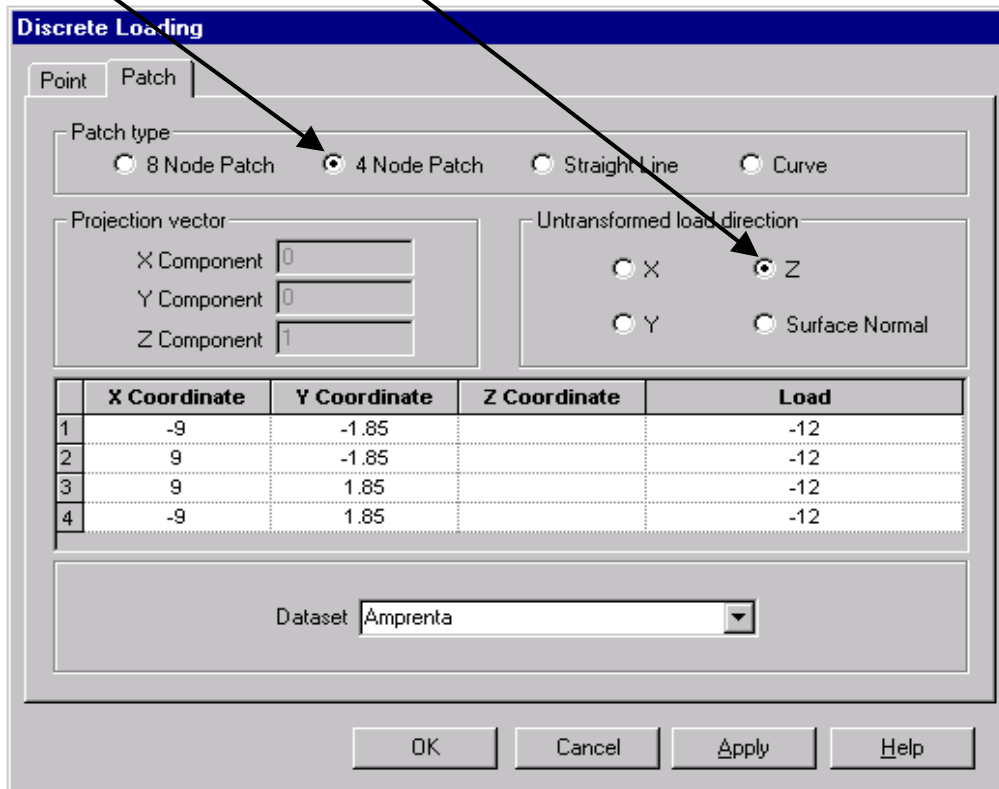 Discrete Loading
Point Patch
Patch type
8 Node Patch 4 Node Patch Straight Line Curve
Projection vector
X Component 0
Y Component 0
Z Component 1
Untransformed load direction
X Z
Y Surface Normal
X Coordinate Y Coordinate Z Coordinate Load
1 -9 -1.85 -12
2 9 -1.85 -12
3 9 1.85 -12
4 -9 1.85 -12
Dataset Amprenta
OK Cancel Apply Help